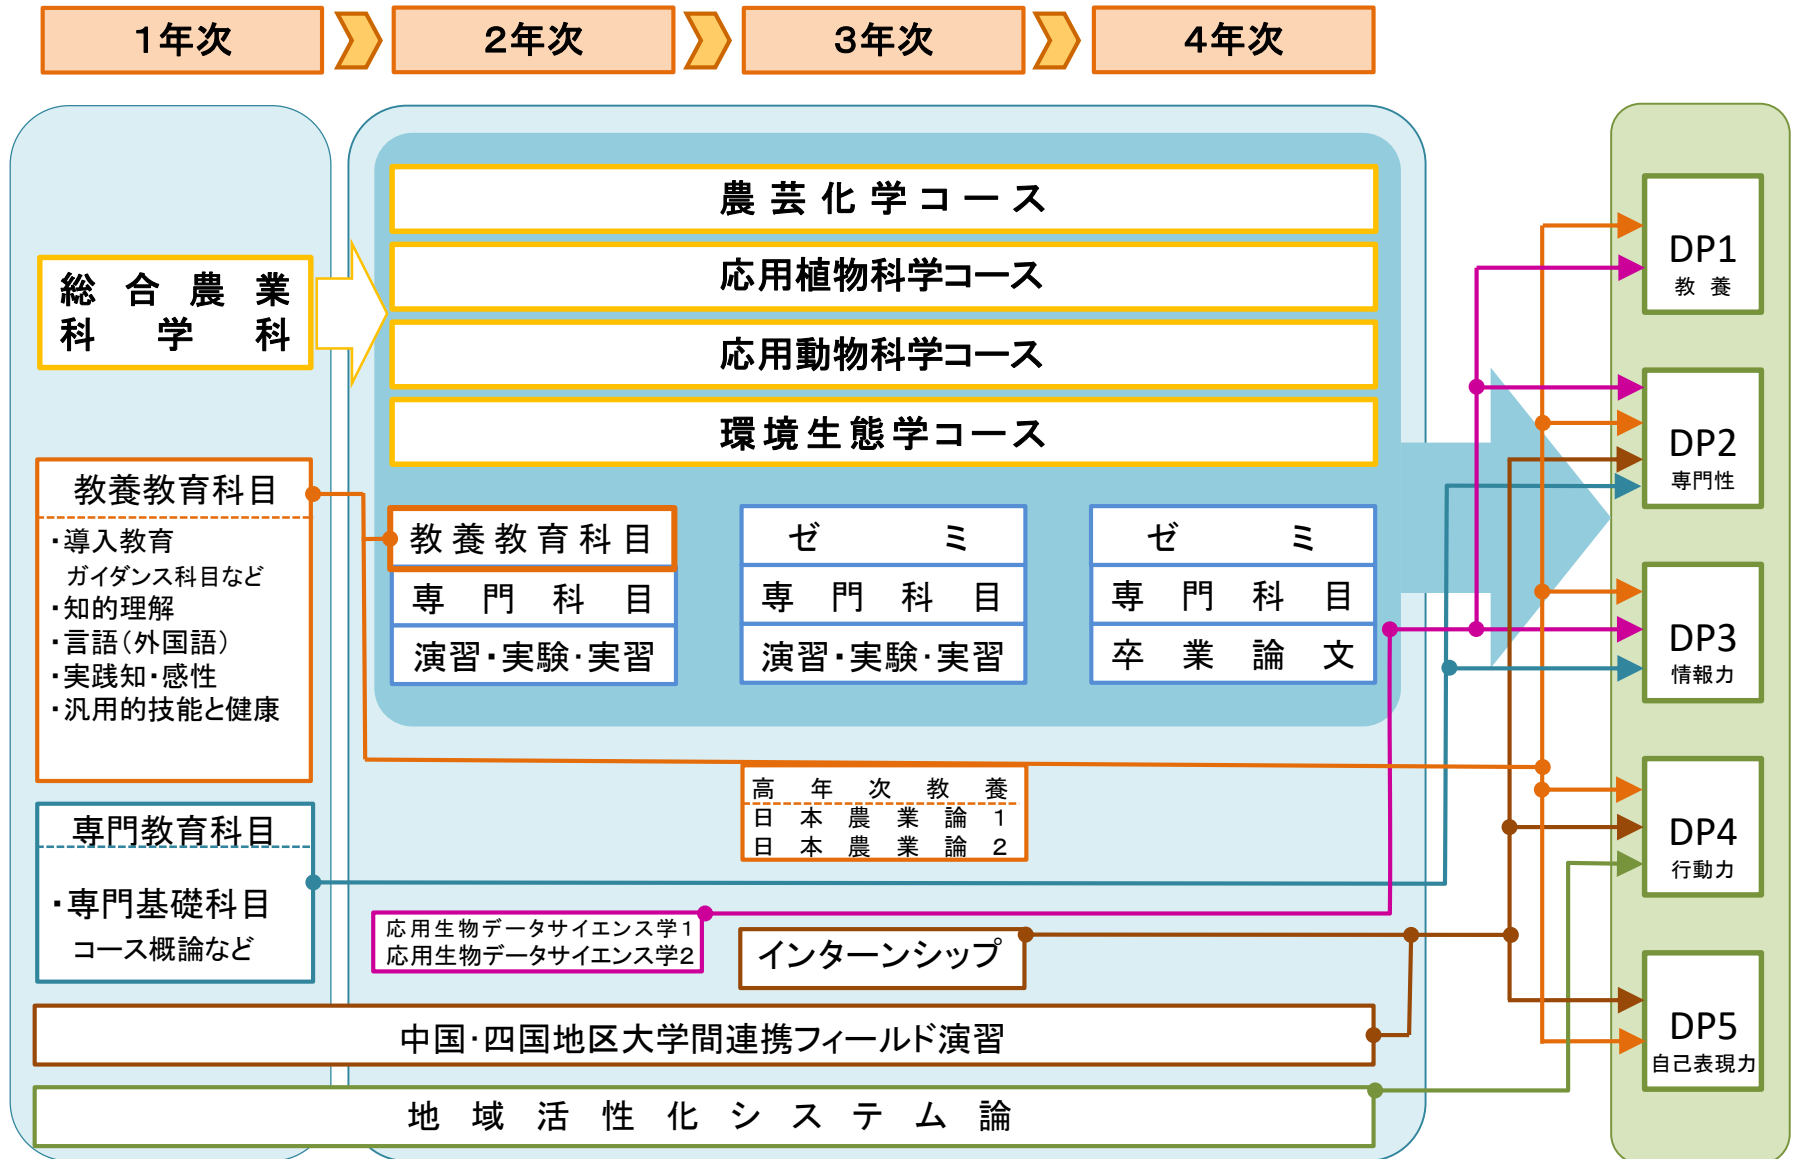 1年次
2年次
3年次
4年次
総合農業
科学科
農芸化学コース
応用植物科学コース
応用動物科学コース
環境生態学コース
教養教育科目
・導入教育
ガイダンス科目など
・知的理解
・言語(外国語)
・実践知・感性
・汎用的技能と健康
専門教育科目
・専門基礎科目
コース概論など
教養教育科目
専門科目
演習・実験・実習
ゼミ
専門科目
演習・実験・実習
ゼミ
専門科目
卒業論文
高年次教養
日本農業論1
日本農業論2
応用生物データサイエンス学1
応用生物データサイエンス学2
インターンシップ
中国・四国地区大学間連携フィールド演習
地域活性化システム論
DP1
教養
DP2
専門性
DP3
情報力
DP4
行動力
DP5
自己表現力